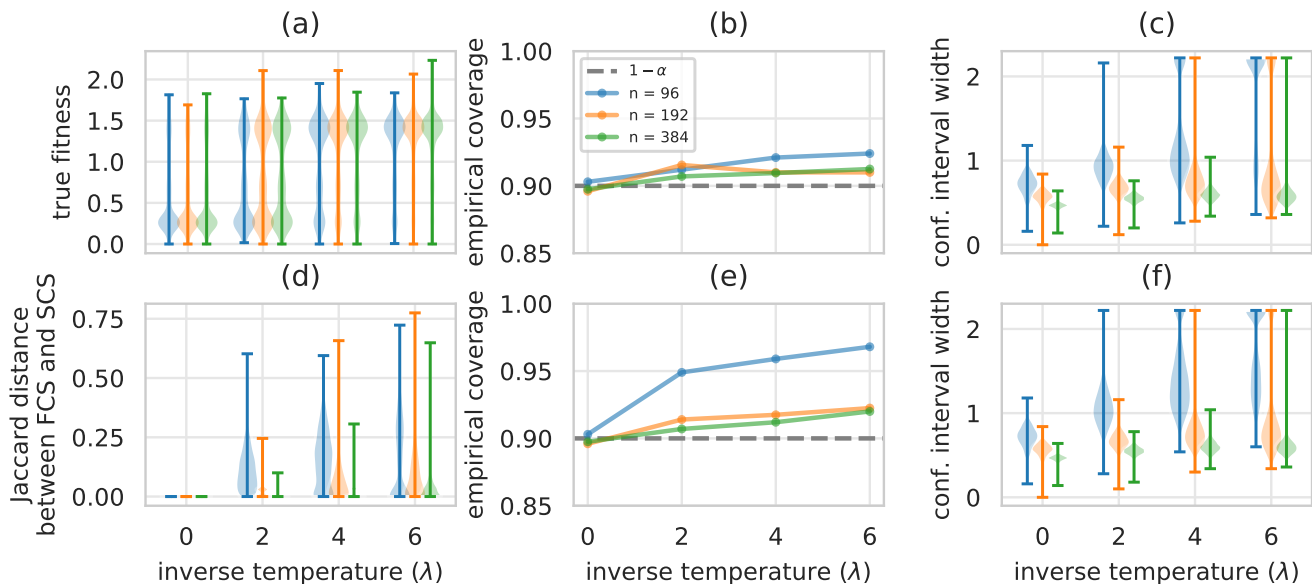 (a)
true fitness
2.0
1.5
1.0
0.5
0.0
(b)
empirical coverage
1.00
0.95
0.90
0.85
1 − α
n = 96
n = 192
n = 384
(c)
conf. interval width
2
1
0
(d)
Jaccard distance
between FCS and SCS
0.75
0.50
0.25
0.00
0 2 4 6
inverse temperature (λ)
(e)
empirical coverage
1.00
0.95
0.90
0.85
0 2 4 6
inverse temperature (λ)
(f)
conf. interval width
2
1
0
0 2 4 6
inverse temperature (λ)